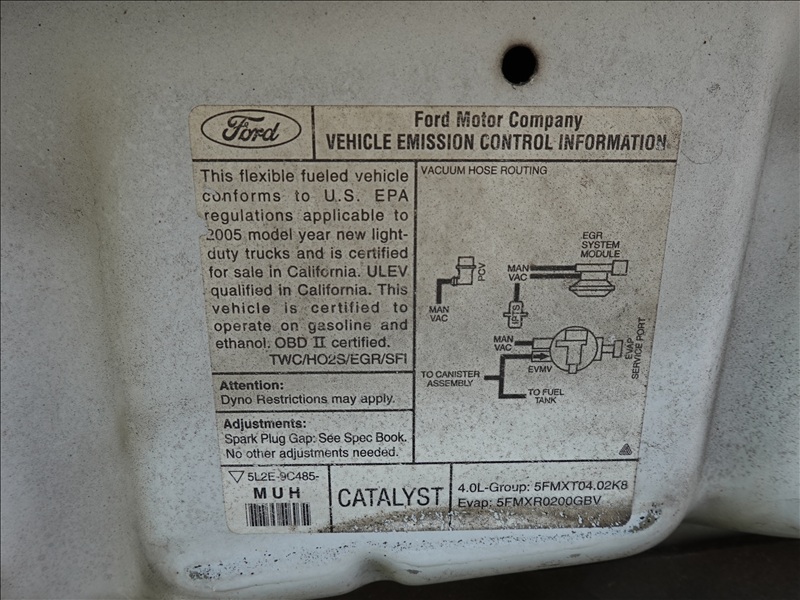 Ford
Ford Motor Company
VEHICLE EMISSION CONTROL INFORMATION
This flexible fueled vehicle
conforms to U.S. EPA
regulations applicable to
2005 model year new light-
duty trucks and is certified
for sale in California. ULEV
qualified in California. This
vehicle is certified to
operate on gasoline and
ethanol. OBD II certified.
TWC/HO2S/EGR/SFI
Attention:
Dyno Restrictions may apply.
Adjustments:
Spark Plug Gap: See Spec Book.
No other adjustments needed.
VACUUM HOSE ROUTING
PCV
MAN
VAC
EGR
SYSTEM
MODULE
MAN
VAC
IPTS
MAN
VAC
EVMV
EVAP
SERVICE PORT
TO CANISTER
ASSEMBLY
TO FUEL
TANK
5L2E-9C485-
MUH
CATALYST
4.0L-Group: 5FMXT04.02K8
Evap: 5FMXR0200GBV